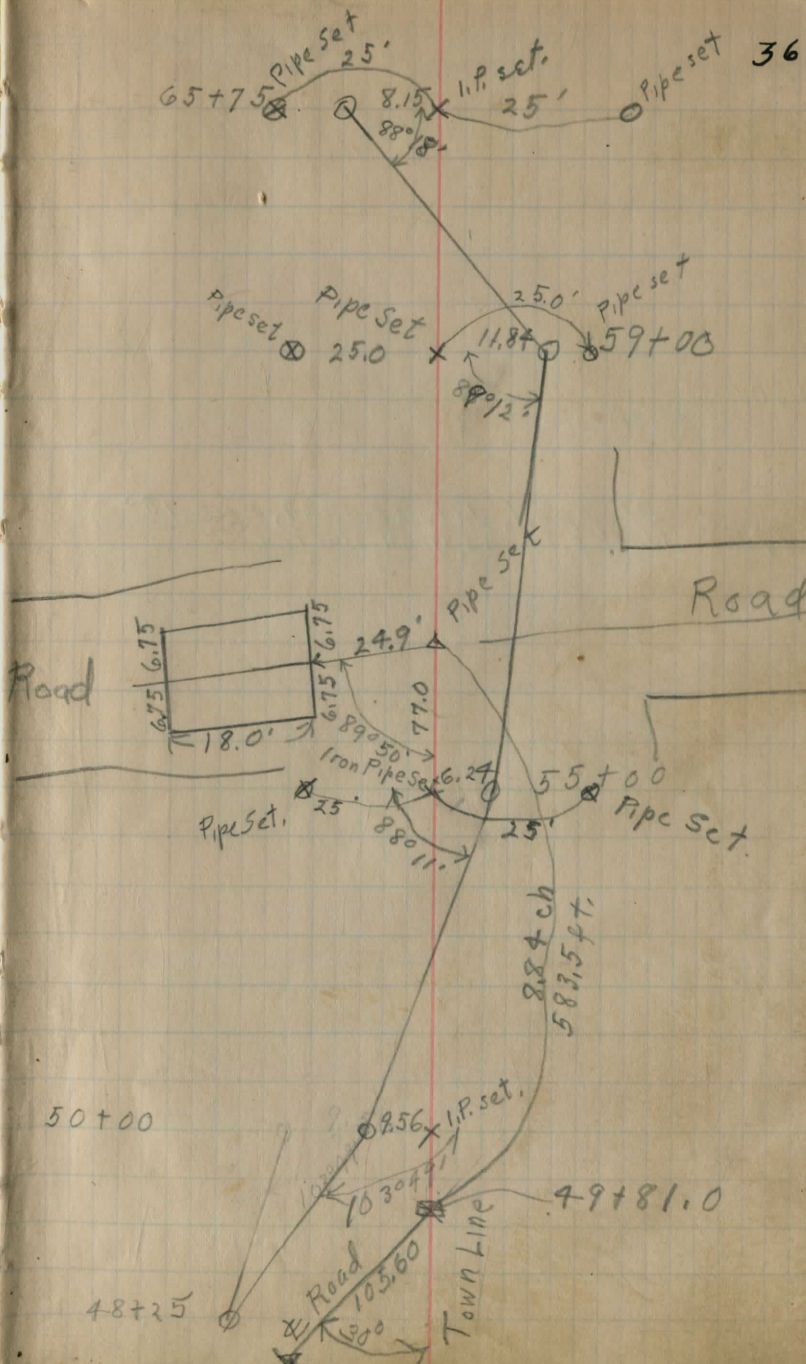 36
Pipe Set
25'
I.P. set.
Pipe set
65+75
8.15
25'
88°18'
Pipe set
Pipe Set
25.0'
Pipe set
25.0
11.84
59+00
Pipe Set
Road
6.75
6.75
24.9'
Road
6.75
6.75'
77.0
18.0'
89°50'
Iron Pipe Set
6.24
55+00
25'
Pipe Set.
Pipe Set
25'
88°11'
8.84 ch
583.5 ft.
50+00
9.56
I.P. set.
103°41'
49+81.0
Road
105.60
Town Line
48+25
30°